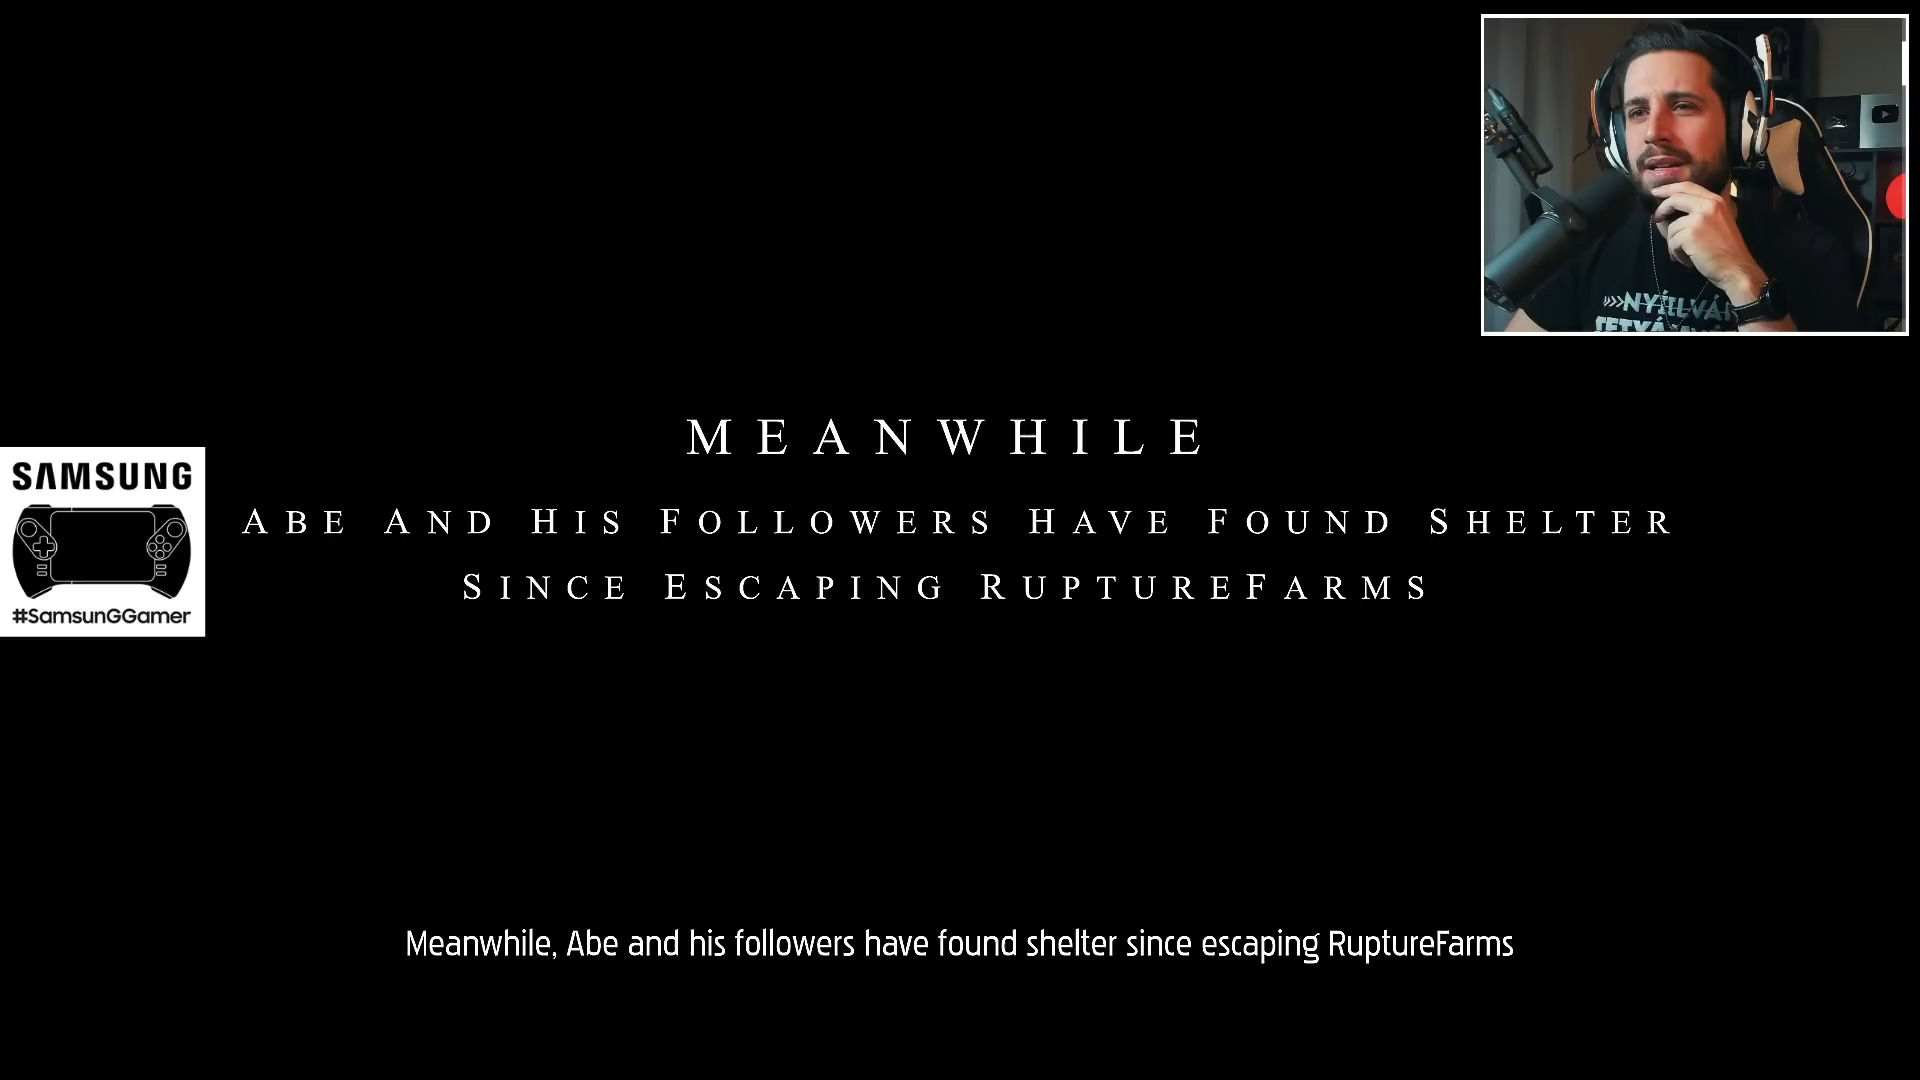 MEANWHILE
ABE AND HIS FOLLOWERS HAVE FOUND SHELTER
SINCE ESCAPING RUPTUREFARMS
SAMSUNG
#SamsunGGamer
Meanwhile, Abe and his followers have found shelter since escaping RuptureFarms